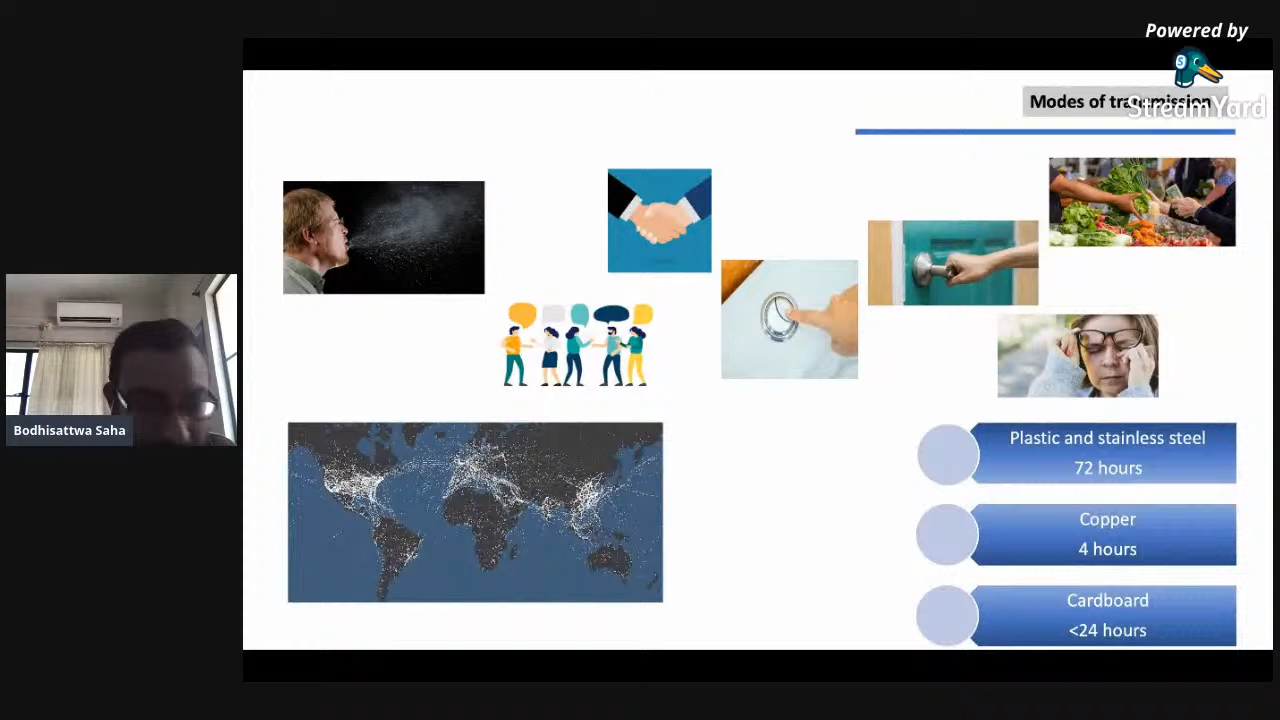 Powered by
StreamYard
Modes of transmission
Bodhisattwa Saha
Plastic and stainless steel
72 hours
Copper
4 hours
Cardboard
<24 hours